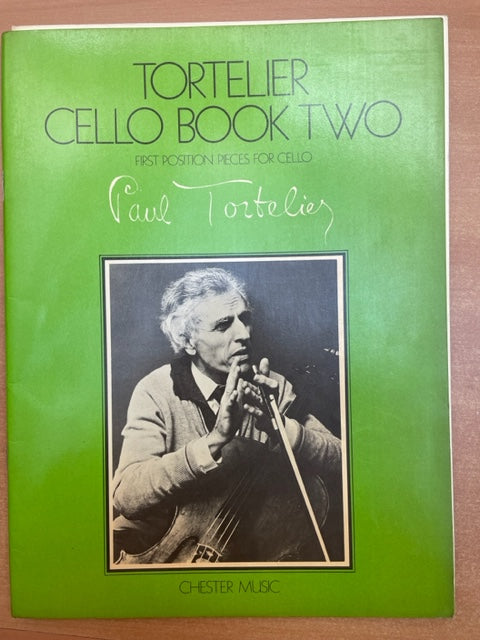 TORTELIER
CELLO BOOK TWO
FIRST POSITION PIECES FOR CELLO
Paul Tortelier
CHESTER MUSIC